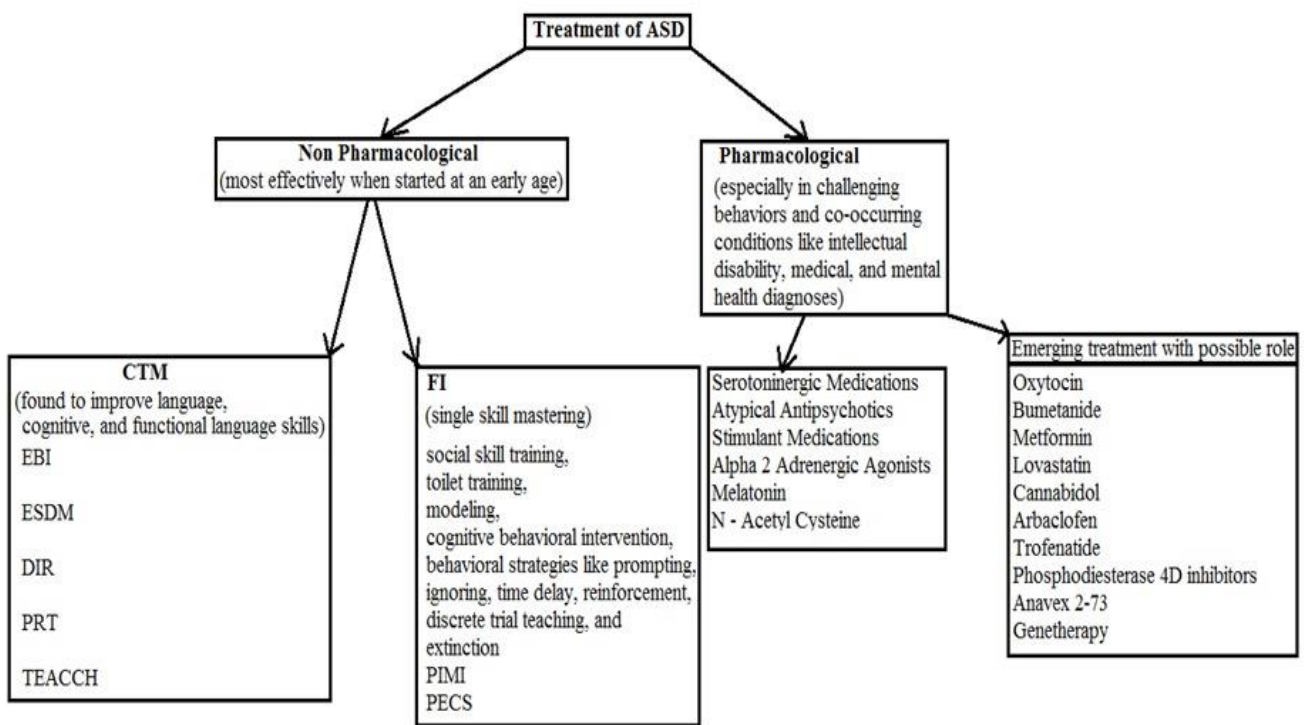 Treatment of ASD
Non Pharmacological
(most effectively when started at an early age)
Pharmacological
(especially in challenging
behaviors and co-occurring
conditions like intellectual
disability, medical, and mental
health diagnoses)
CTM
(found to improve language,
cognitive, and functional language skills)
EBI
ESDM
DIR
PRT
TEACCH
FI
(single skill mastering)
social skill training,
toilet training,
modeling,
cognitive behavioral intervention,
behavioral strategies like prompting,
ignoring, time delay, reinforcement,
discrete trial teaching, and
extinction
PIMI
PECS
Serotoninergic Medications
Atypical Antipsychotics
Stimulant Medications
Alpha 2 Adrenergic Agonists
Melatonin
N - Acetyl Cysteine
Emerging treatment with possible role
Oxytocin
Bumetanide
Metformin
Lovastatin
Cannabidol
Arbaclofen
Trofenatide
Phosphodiesterase 4D inhibitors
Anavex 2-73
Genetherapy